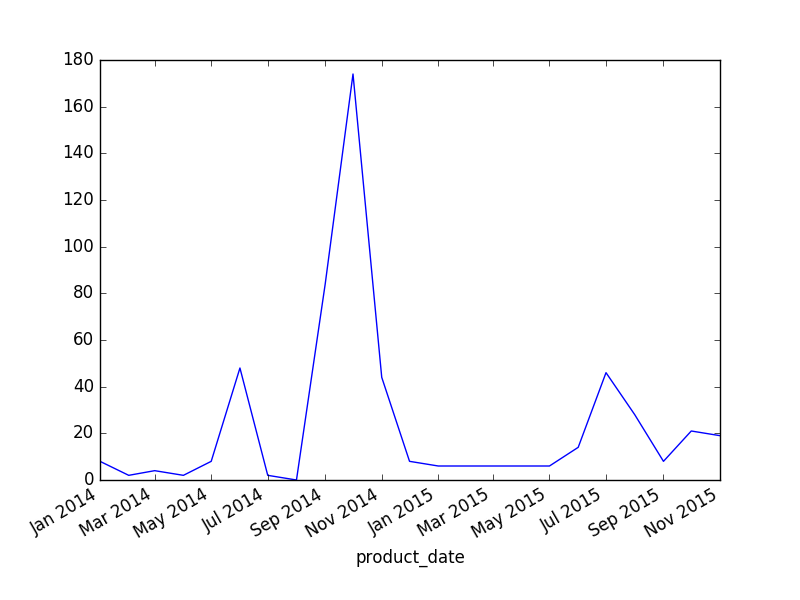 180
160
140
120
100
80
60
40
20
0
Jan 2014
Mar 2014
May 2014
Jul 2014
Sep 2014
Nov 2014
Jan 2015
Mar 2015
May 2015
Jul 2015
Sep 2015
Nov 2015
product_date